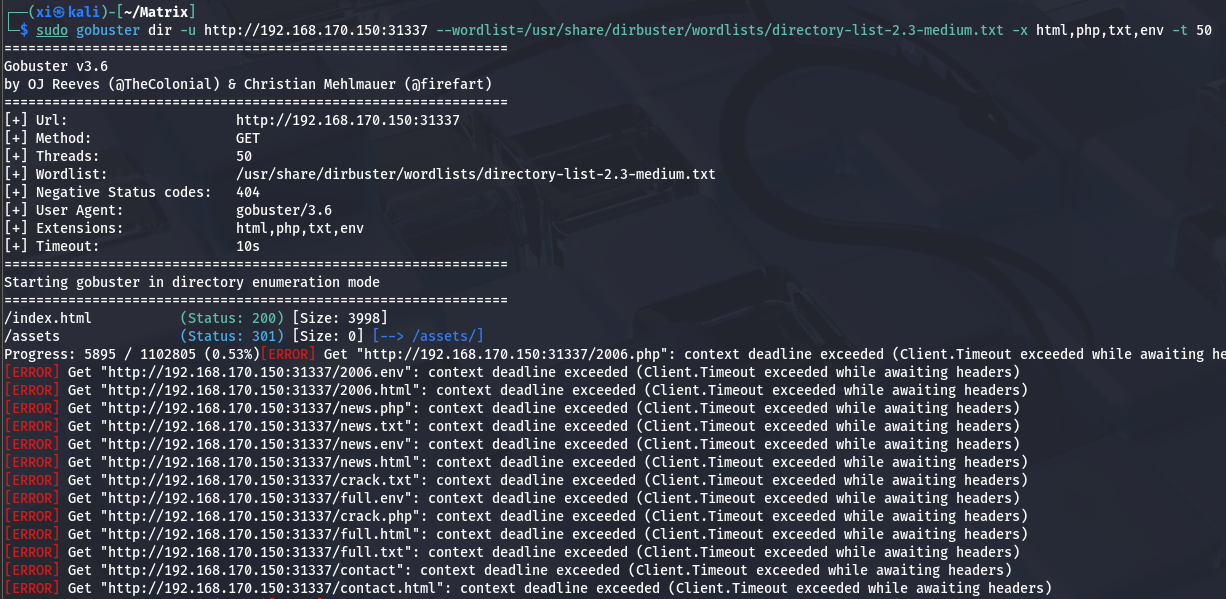 ┌──(xi㉿kali)-[~/Matrix]
└─$ sudo gobuster dir -u http://192.168.170.150:31337 --wordlist=/usr/share/dirbuster/wordlists/directory-list-2.3-medium.txt -x html,php,txt,env -t 50
===============================================================
Gobuster v3.6
by OJ Reeves (@TheColonial) & Christian Mehlmauer (@firefart)
===============================================================
[+] Url:                     http://192.168.170.150:31337
[+] Method:                  GET
[+] Threads:                 50
[+] Wordlist:                /usr/share/dirbuster/wordlists/directory-list-2.3-medium.txt
[+] Negative Status codes:   404
[+] User Agent:              gobuster/3.6
[+] Extensions:              html,php,txt,env
[+] Timeout:                 10s
===============================================================
Starting gobuster in directory enumeration mode
===============================================================
/index.html           (Status: 200) [Size: 3998]
/assets               (Status: 301) [Size: 0] [--> /assets/]
Progress: 5895 / 1102805 (0.53%)[ERROR] Get "http://192.168.170.150:31337/2006.php": context deadline exceeded (Client.Timeout exceeded while awaiting he
[ERROR] Get "http://192.168.170.150:31337/2006.env": context deadline exceeded (Client.Timeout exceeded while awaiting headers)
[ERROR] Get "http://192.168.170.150:31337/2006.html": context deadline exceeded (Client.Timeout exceeded while awaiting headers)
[ERROR] Get "http://192.168.170.150:31337/news.php": context deadline exceeded (Client.Timeout exceeded while awaiting headers)
[ERROR] Get "http://192.168.170.150:31337/news.txt": context deadline exceeded (Client.Timeout exceeded while awaiting headers)
[ERROR] Get "http://192.168.170.150:31337/news.env": context deadline exceeded (Client.Timeout exceeded while awaiting headers)
[ERROR] Get "http://192.168.170.150:31337/news.html": context deadline exceeded (Client.Timeout exceeded while awaiting headers)
[ERROR] Get "http://192.168.170.150:31337/crack.txt": context deadline exceeded (Client.Timeout exceeded while awaiting headers)
[ERROR] Get "http://192.168.170.150:31337/full.env": context deadline exceeded (Client.Timeout exceeded while awaiting headers)
[ERROR] Get "http://192.168.170.150:31337/crack.php": context deadline exceeded (Client.Timeout exceeded while awaiting headers)
[ERROR] Get "http://192.168.170.150:31337/full.html": context deadline exceeded (Client.Timeout exceeded while awaiting headers)
[ERROR] Get "http://192.168.170.150:31337/full.txt": context deadline exceeded (Client.Timeout exceeded while awaiting headers)
[ERROR] Get "http://192.168.170.150:31337/contact": context deadline exceeded (Client.Timeout exceeded while awaiting headers)
[ERROR] Get "http://192.168.170.150:31337/contact.html": context deadline exceeded (Client.Timeout exceeded while awaiting headers)